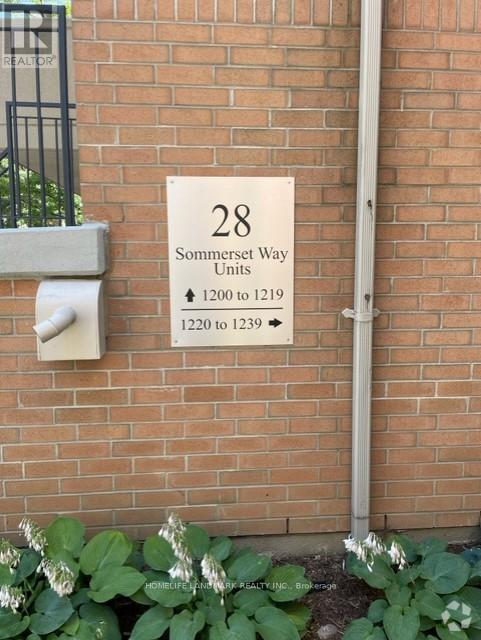 R
REALTOR®
28
Sommerset Way
Units
↑ 1200 to 1219
1220 to 1239 →
HOMELIFE LANDMARK REALTY INC., Brokerage